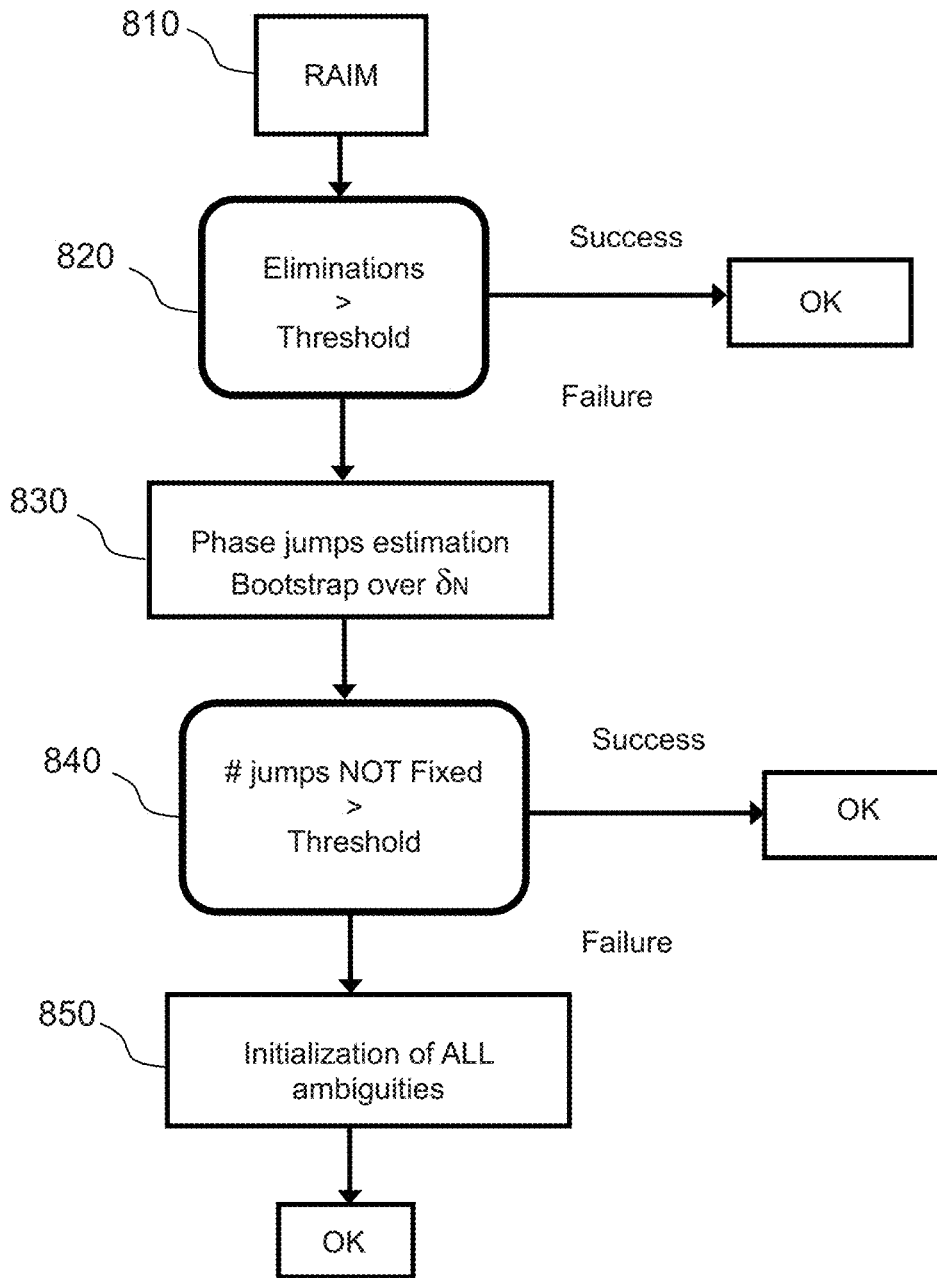 810
RAIM
820
Eliminations
>
Threshold
Success
OK
Failure
830
Phase jumps estimation
Bootstrap over δN
840
# jumps NOT Fixed
>
Threshold
Success
OK
Failure
850
Initialization of ALL
ambiguities
OK